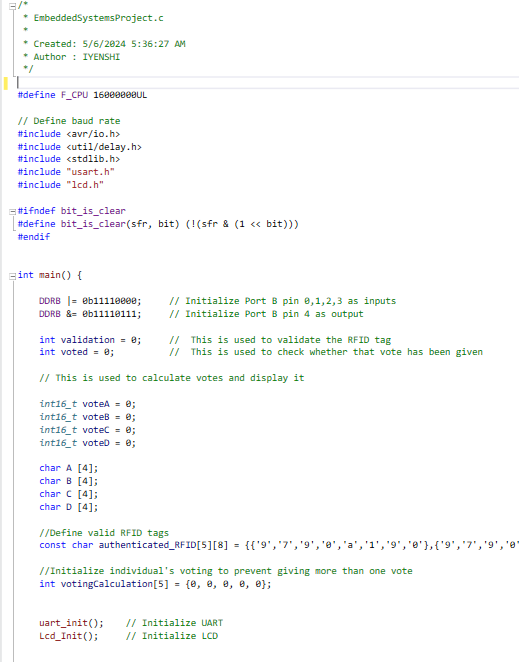 /*
 * EmbeddedSystemsProject.c
 *
 * Created: 5/6/2024 5:36:27 AM
 * Author : IYENSHI
 */
#define F_CPU 16000000UL
// Define baud rate
#include <avr/io.h>
#include <util/delay.h>
#include <stdlib.h>
#include "usart.h"
#include "lcd.h"
#ifndef bit_is_clear
#define bit_is_clear(sfr, bit) (!(sfr & (1 << bit)))
#endif
int main() {
DDRB |= 0b11110000;     // Initialize Port B pin 0,1,2,3 as inputs
DDRB &= 0b11110111;     // Initialize Port B pin 4 as output
int validation = 0;     //  This is used to validate the RFID tag
int voted = 0;          //  This is used to check whether that vote has been given
// This is used to calculate votes and display it
int16_t voteA = 0;
int16_t voteB = 0;
int16_t voteC = 0;
int16_t voteD = 0;
char A [4];
char B [4];
char C [4];
char D [4];
//Define valid RFID tags
const char authenticated_RFID[5][8] = {{'9','7','9','0','a','1','9','0'},{'9','7','9','0'
//Initialize individual's voting to prevent giving more than one vote
int votingCalculation[5] = {0, 0, 0, 0, 0};
uart_init();    // Initialize UART
Lcd_Init();     // Initialize LCD